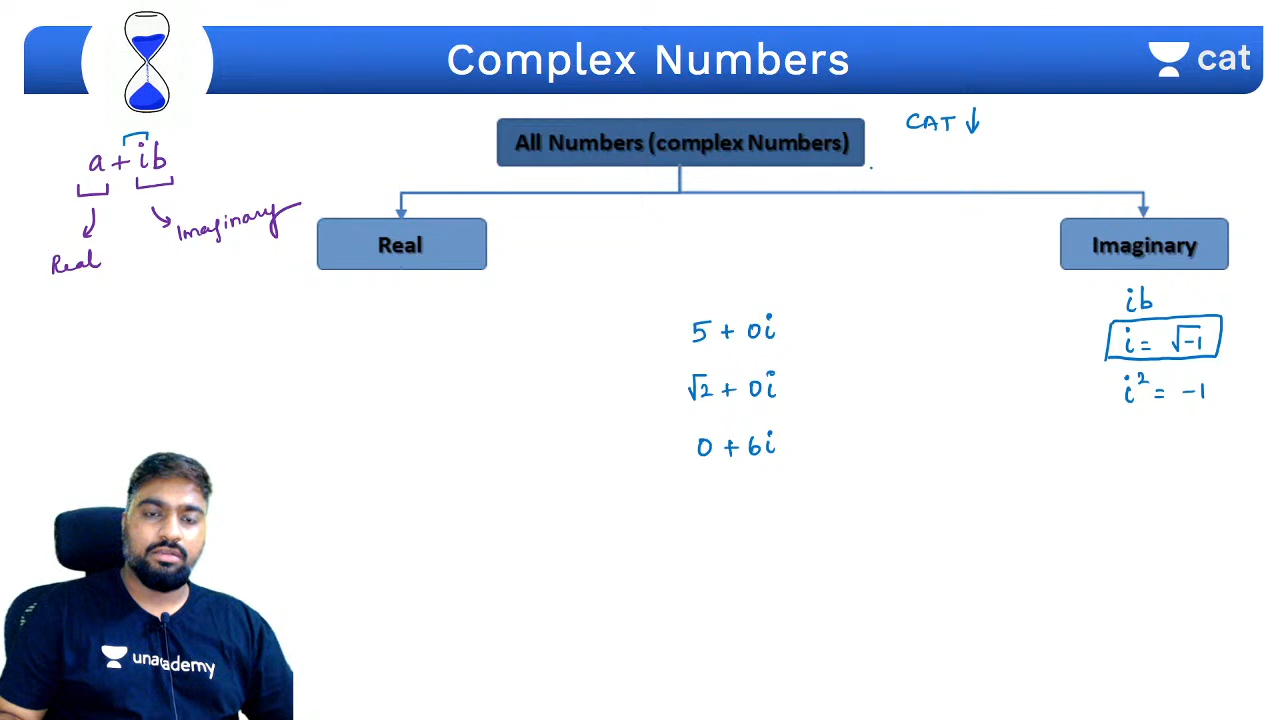 Complex Numbers
cat
CAT ↓
All Numbers (complex Numbers)
a + ib
Real
Imaginary
Real
Imaginary
ib
i = √-1
i² = -1
5 + 0i
√2 + 0i
0 + 6i
unacademy